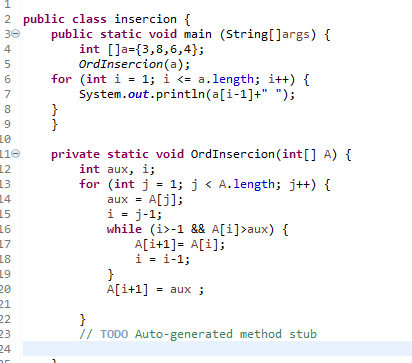 1
2 public class insercion {
3 public static void main (String[]args) {
4 int []a={3,8,6,4};
5 OrdInsercion(a);
6 for (int i = 1; i <= a.length; i++) {
7 System.out.println(a[i-1]+" ");
8 }
9 }
10
11 private static void OrdInsercion(int[] A) {
12 int aux, i;
13 for (int j = 1; j < A.length; j++) {
14 aux = A[j];
15 i = j-1;
16 while (i>-1 && A[i]>aux) {
17 A[i+1]= A[i];
18 i = i-1;
19 }
20 A[i+1] = aux ;
21
22 }
23 // TODO Auto-generated method stub
24